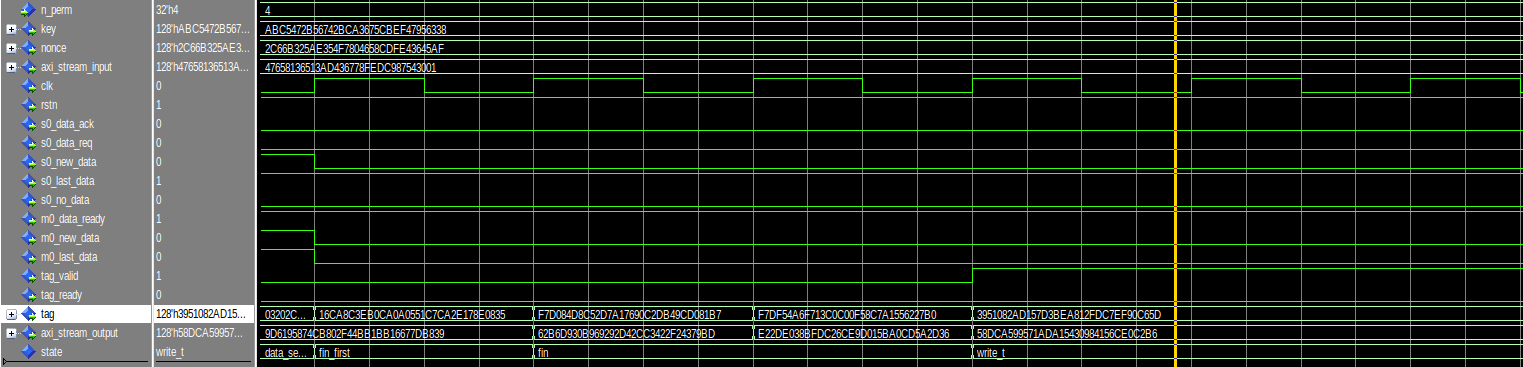 n_perm 32'h4 4
key 128'hABC5472B567... ABC5472B56742BCA3675CBEF47956338
nonce 128'h2C66B325AE3... 2C66B325AE354F7804658CDFE43645AF
axi_stream_input 128'h47658136513A... 47658136513AD436778FEDC987543001
clk 0
rstn 1
s0_data_ack 0
s0_data_req 0
s0_new_data 0
s0_last_data 1
s0_no_data 0
m0_data_ready 1
m0_new_data 0
m0_last_data 0
tag_valid 1
tag_ready 0
tag 128'h3951082AD15... 03202C... 16CA8C3EB0CA0A0551C7CA2E178E0835 F7D084D8C52D7A17690C2DB49CD081B7 F7DF54A6F713C0C00F58C7A1556227B0 3951082AD157D3BEA812FDC7EF90C65D
axi_stream_output 128'h58DCA59957... 9D6195874CB802F44BB1BB16677DB839 62B6D930B969292D42CC3422F24379BD E22DE038BFDC26CE9D015BA0CD5A2D36 58DCA599571ADA15430984156CE0C2B6
state write_t data_se... fin_first fin write_t